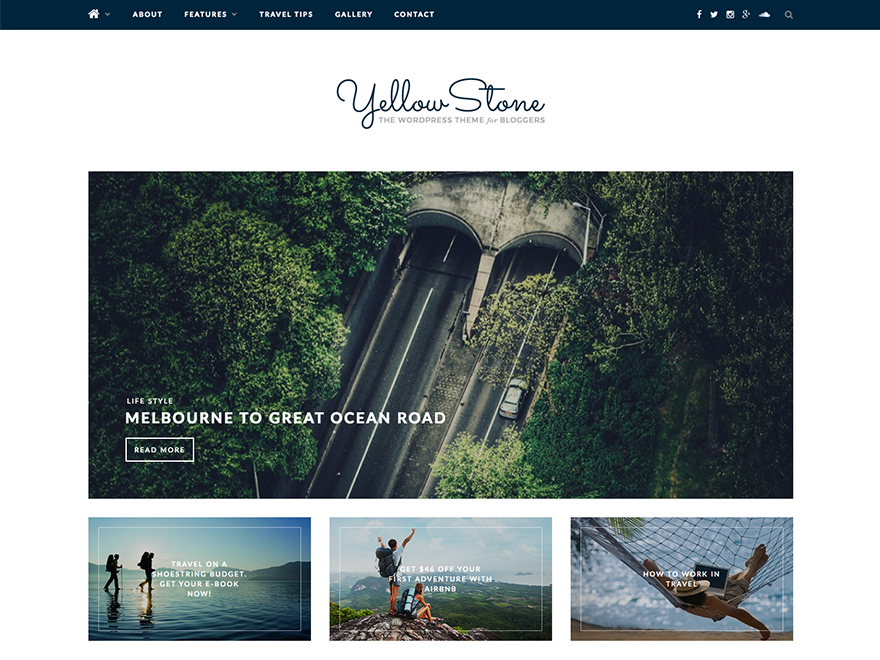 ABOUT FEATURES TRAVEL TIPS GALLERY CONTACT
Yellow Stone
THE WORDPRESS THEME for BLOGGERS
LIFE STYLE
MELBOURNE TO GREAT OCEAN ROAD
READ MORE
TRAVEL ON A
SHOESTRING BUDGET.
GET YOUR E-BOOK
NOW!
GET $46 OFF YOUR
FIRST ADVENTURE WITH
AIRBNB
HOW TO WORK IN
TRAVEL